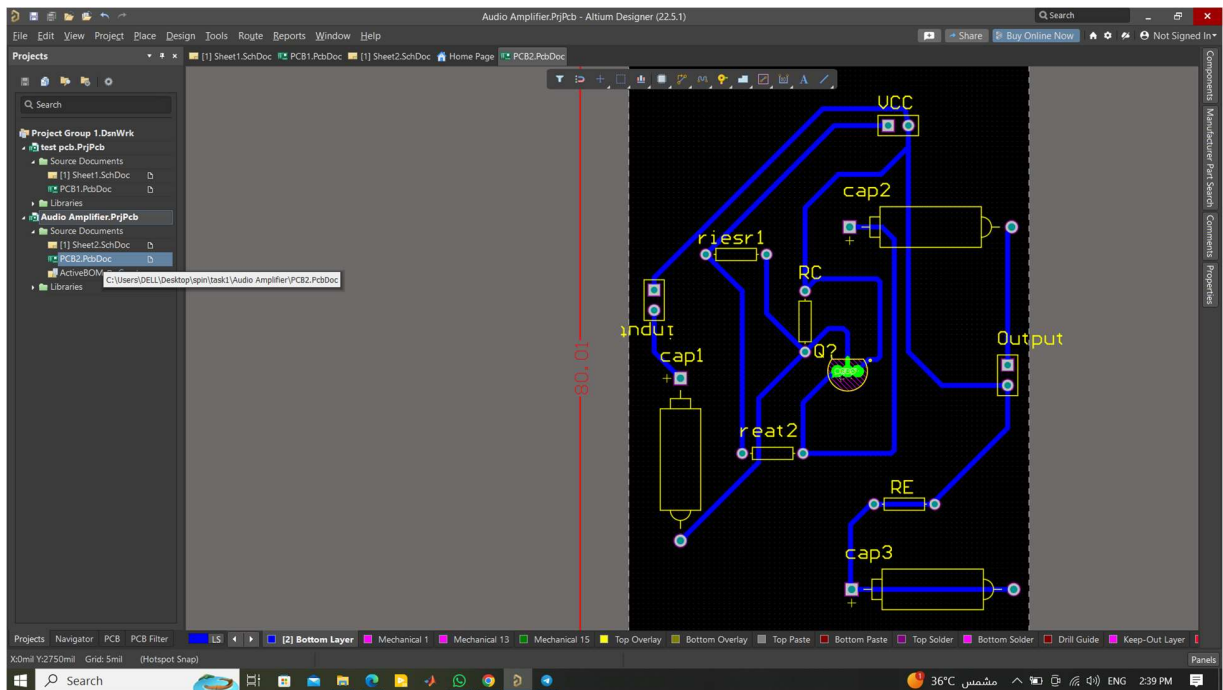 Audio Amplifier.PrjPcb - Altium Designer (22.5.1)
Search
File Edit View Project Place Design Tools Route Reports Window Help
Share
Buy Online Now
Not Signed In
Projects
[1] Sheet1.SchDoc
PCB1.PcbDoc
[1] Sheet2.SchDoc
Home Page
PCB2.PcbDoc
Search
Project Group 1.DsnWrk
test pcb.PrjPcb
Source Documents
[1] Sheet1.SchDoc
PCB1.PcbDoc
Libraries
Audio Amplifier.PrjPcb
Source Documents
[1] Sheet2.SchDoc
PCB2.PcbDoc
ActiveBOM
C:\Users\DELL\Desktop\spin\task1\Audio Amplifier\PCB2.PcbDoc
Libraries
VCC
cap2
+
riesr1
RC
input
Q?
Output
cap1
+
80,01
reat2
RE
cap3
+
Components
Manufacturer Part Search
Comments
Properties
Projects Navigator PCB PCB Filter
LS
[2] Bottom Layer
Mechanical 1
Mechanical 13
Mechanical 15
Top Overlay
Bottom Overlay
Top Paste
Bottom Paste
Top Solder
Bottom Solder
Drill Guide
Keep-Out Layer
X:0mil Y:2750mil Grid: 5mil (Hotspot Snap)
Panels
Search
36°C مشمس
ENG
2:39 PM